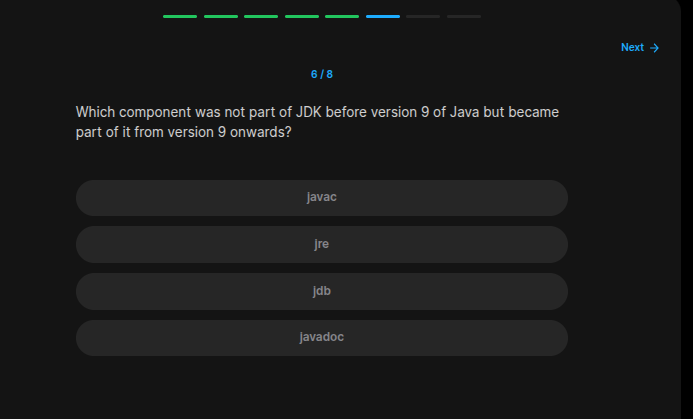 Next →
6 / 8
Which component was not part of JDK before version 9 of Java but became
part of it from version 9 onwards?
javac
jre
jdb
javadoc